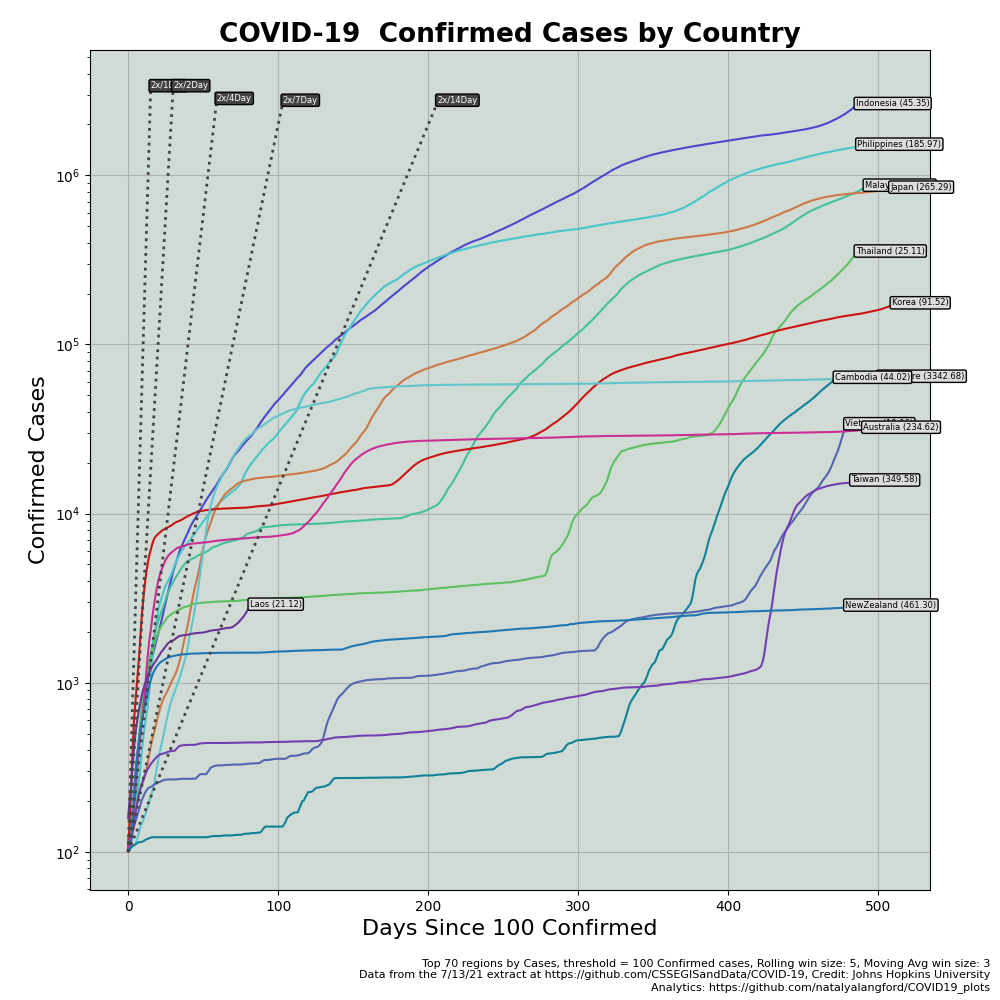 COVID-19  Confirmed Cases by Country
2x/1D
2x/2Day
2x/4Day
2x/7Day
2x/14Day
Indonesia (45.35)
Philippines (185.97)
Japan (265.29)
Thailand (25.11)
Korea (91.52)
Cambodia (44.02)
re (3342.68)
Australia (234.62)
Taiwan (349.58)
Laos (21.12)
NewZealand (461.30)
Confirmed Cases
10^6
10^5
10^4
10^3
10^2
0 100 200 300 400 500
Days Since 100 Confirmed
Top 70 regions by Cases, threshold = 100 Confirmed cases, Rolling win size: 5, Moving Avg win size: 3
Data from the 7/13/21 extract at https://github.com/CSSEGISandData/COVID-19, Credit: Johns Hopkins University
Analytics: https://github.com/natalyalangford/COVID19_plots